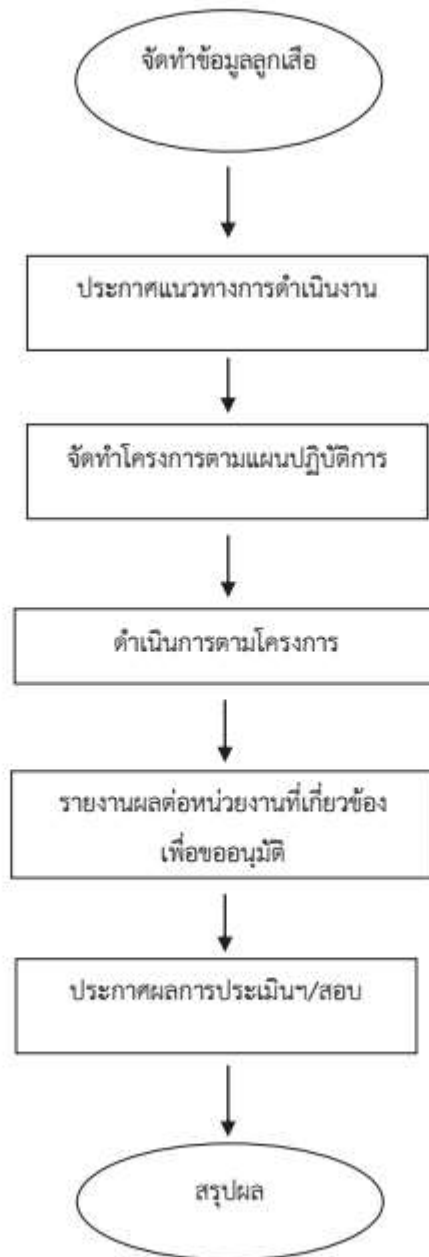 จัดทำข้อมูลลูกเสือ
ประกาศแนวทางการดำเนินงาน
จัดทำโครงการตามแผนปฏิบัติการ
ดำเนินการตามโครงการ
รายงานผลต่อหน่วยงานที่เกี่ยวข้อง
เพื่อขออนุมัติ
ประกาศผลการประเมินฯ/สอบ
สรุปผล